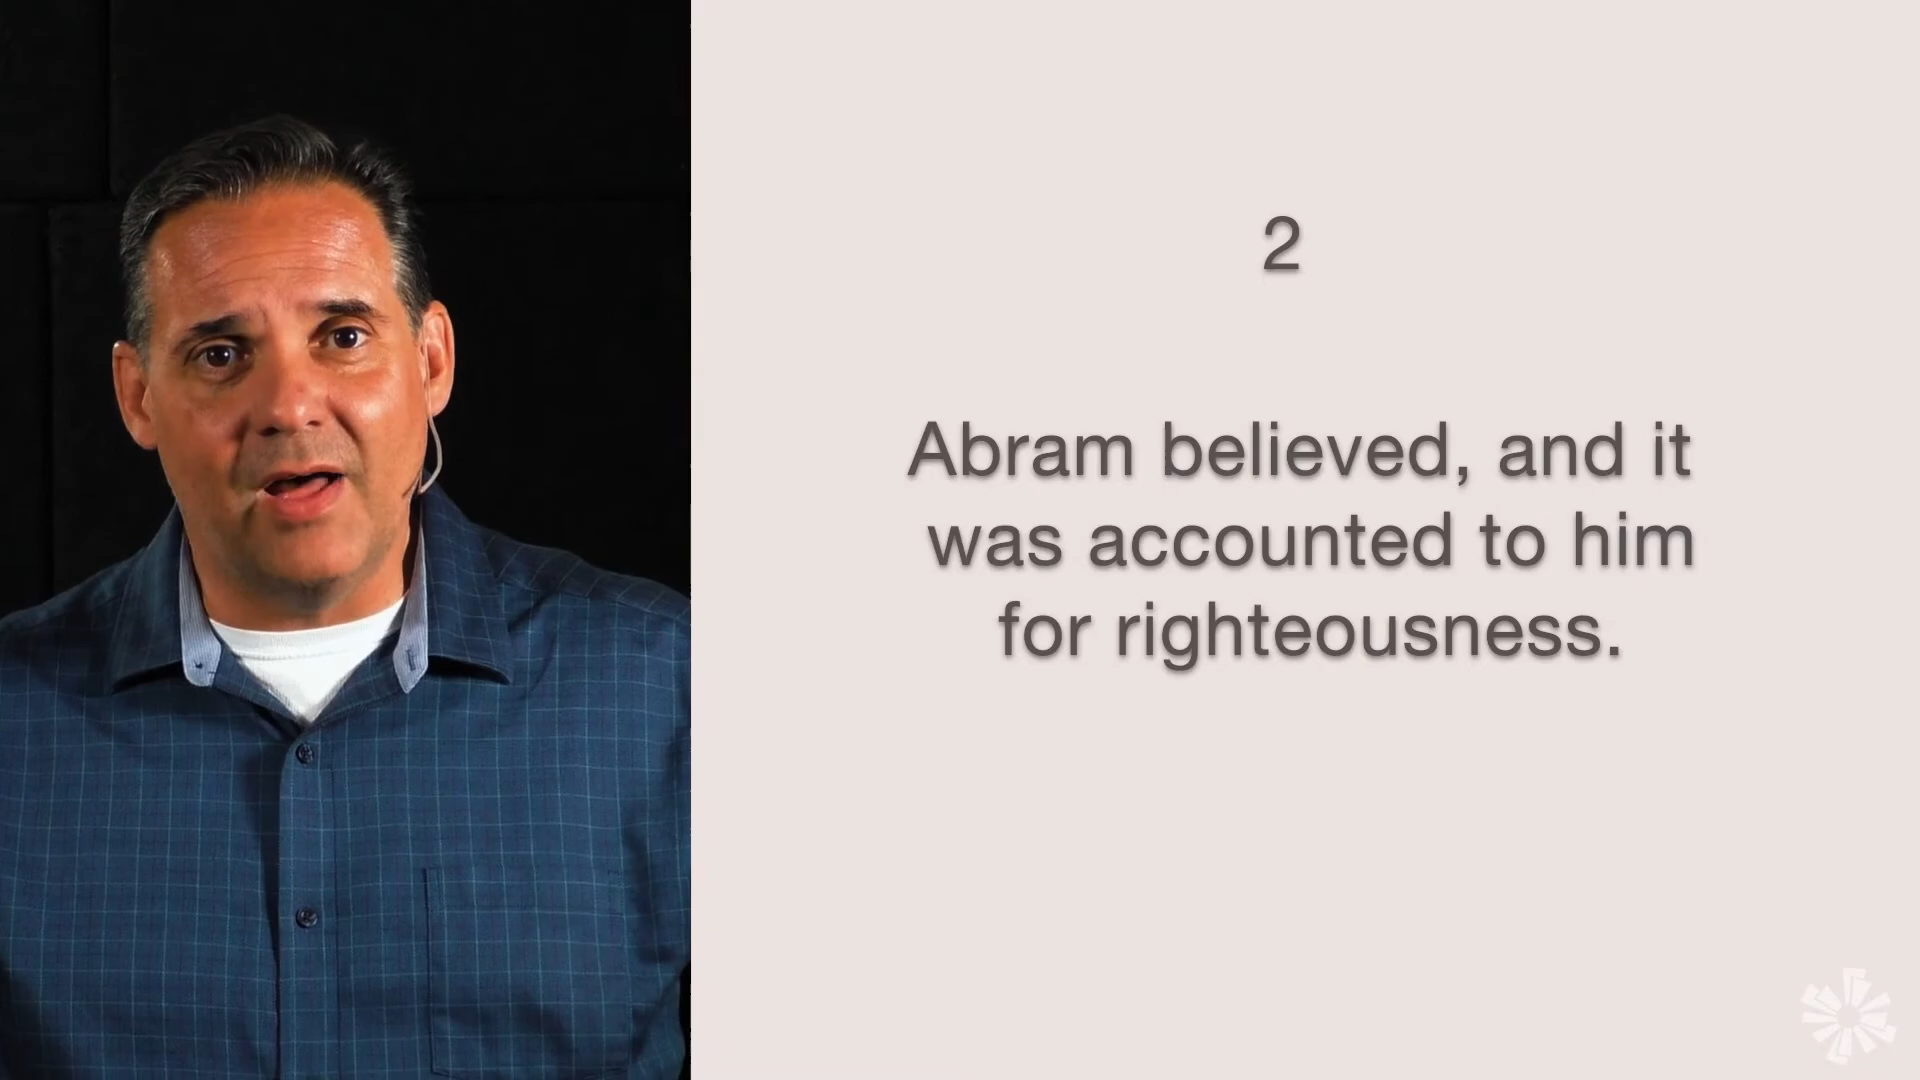 2
Abram believed, and it
was accounted to him
for righteousness.